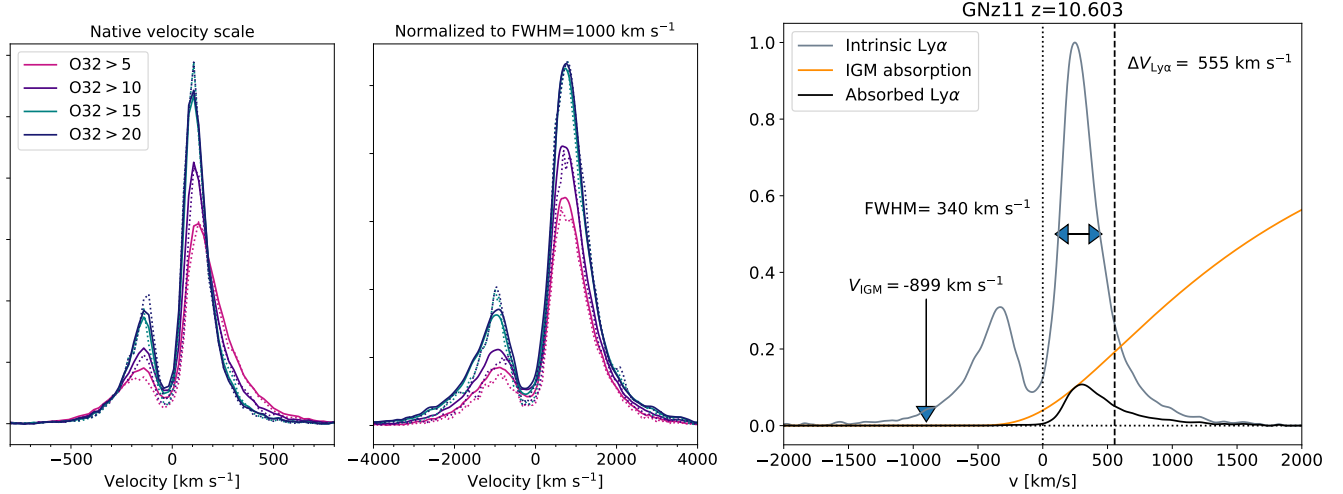 Native velocity scale
O32 > 5
O32 > 10
O32 > 15
O32 > 20
−500
0
500
Velocity [km s⁻¹]
Normalized to FWHM=1000 km s⁻¹
−4000
−2000
0
2000
4000
Velocity [km s⁻¹]
GNz11 z=10.603
Intrinsic Lyα
IGM absorption
Absorbed Lyα
ΔV_Lyα = 555 km s⁻¹
FWHM= 340 km s⁻¹
V_IGM = -899 km s⁻¹
1.0
0.8
0.6
0.4
0.2
0.0
−2000
−1500
−1000
−500
0
500
1000
1500
2000
v [km/s]